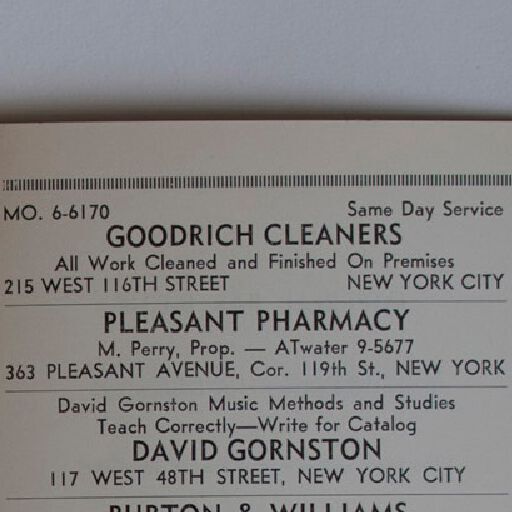 MO. 6-6170 Same Day Service
GOODRICH CLEANERS
All Work Cleaned and Finished On Premises
215 WEST 116TH STREET NEW YORK CITY
PLEASANT PHARMACY
M. Perry, Prop. — ATwater 9-5677
363 PLEASANT AVENUE, Cor. 119th St., NEW YORK
David Gornston Music Methods and Studies
Teach Correctly—Write for Catalog
DAVID GORNSTON
117 WEST 48TH STREET, NEW YORK CITY
BURTON & WILLIAMS